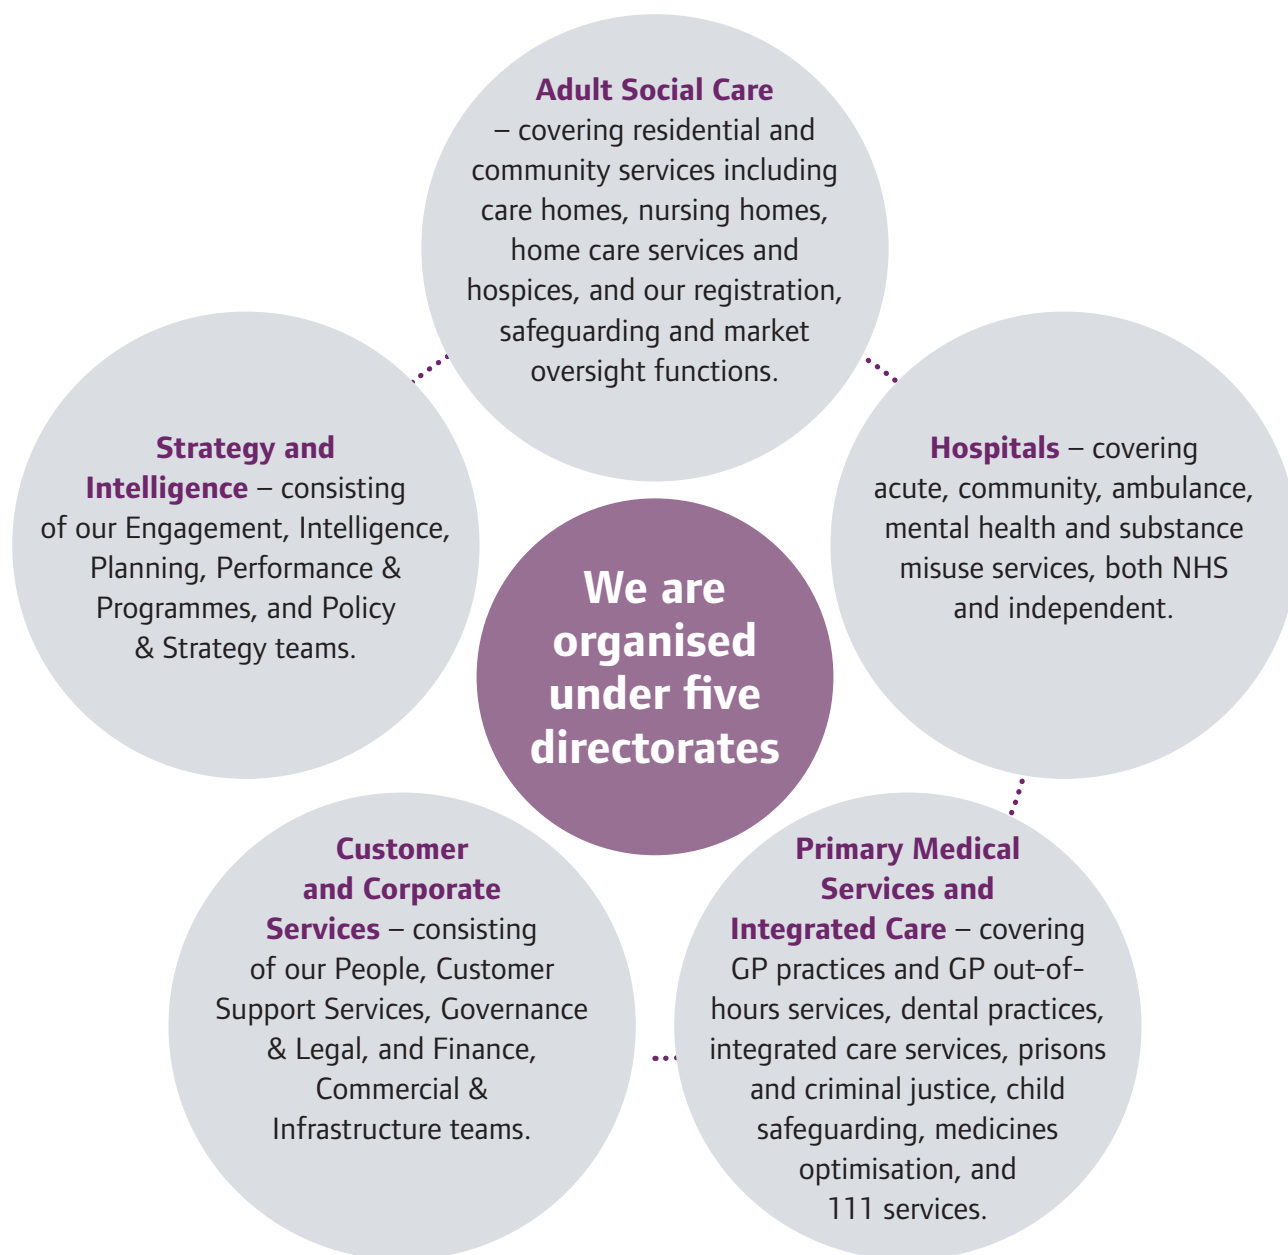 Adult Social Care
– covering residential and
community services including
care homes, nursing homes,
home care services and
hospices, and our registration,
safeguarding and market
oversight functions.
Strategy and
Intelligence – consisting
of our Engagement, Intelligence,
Planning, Performance &
Programmes, and Policy
& Strategy teams.
Hospitals – covering
acute, community, ambulance,
mental health and substance
misuse services, both NHS
and independent.
We are
organised
under five
directorates
Customer
and Corporate
Services – consisting
of our People, Customer
Support Services, Governance
& Legal, and Finance,
Commercial &
Infrastructure teams.
Primary Medical
Services and
Integrated Care – covering
GP practices and GP out-of-
hours services, dental practices,
integrated care services, prisons
and criminal justice, child
safeguarding, medicines
optimisation, and
111 services.